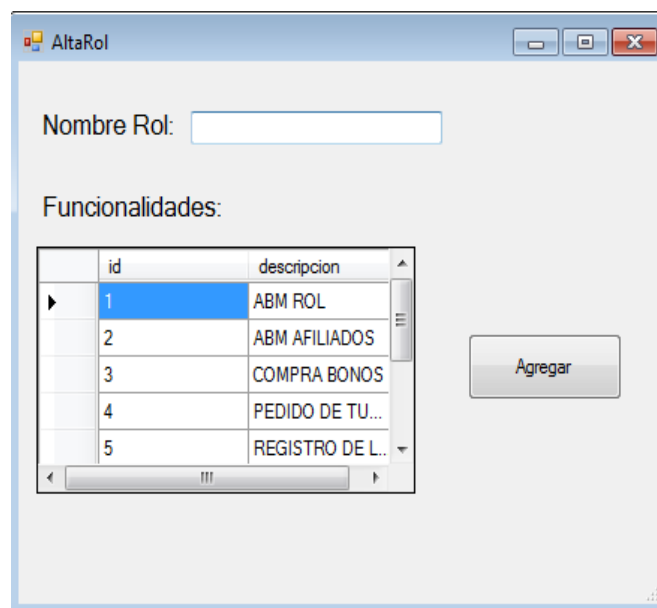 AltaRol
Nombre Rol:
Funcionalidades:
id descripcion
1 ABM ROL
2 ABM AFILIADOS
3 COMPRA BONOS
4 PEDIDO DE TU...
5 REGISTRO DE L...
Agregar